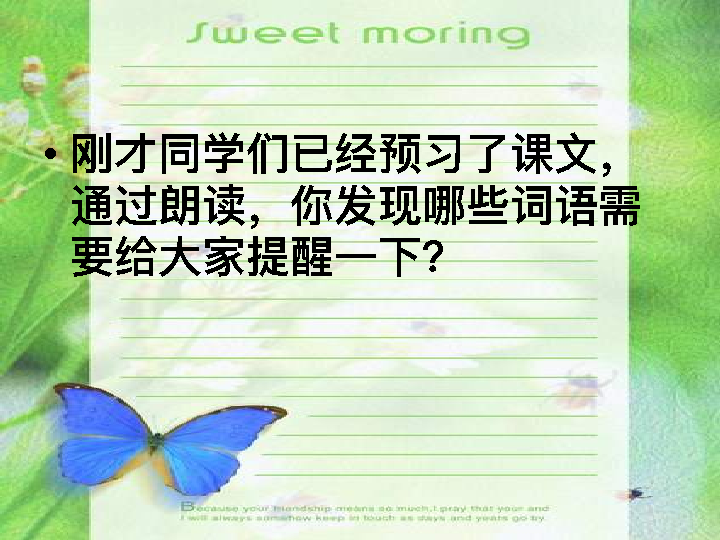 Sweet moring
• 刚才同学们已经预习了课文，
通过朗读，你发现哪些词语需
要给大家提醒一下？
Because your friendship means so much,I pray that your and
I will always somehow keep in touch as days and years go by.